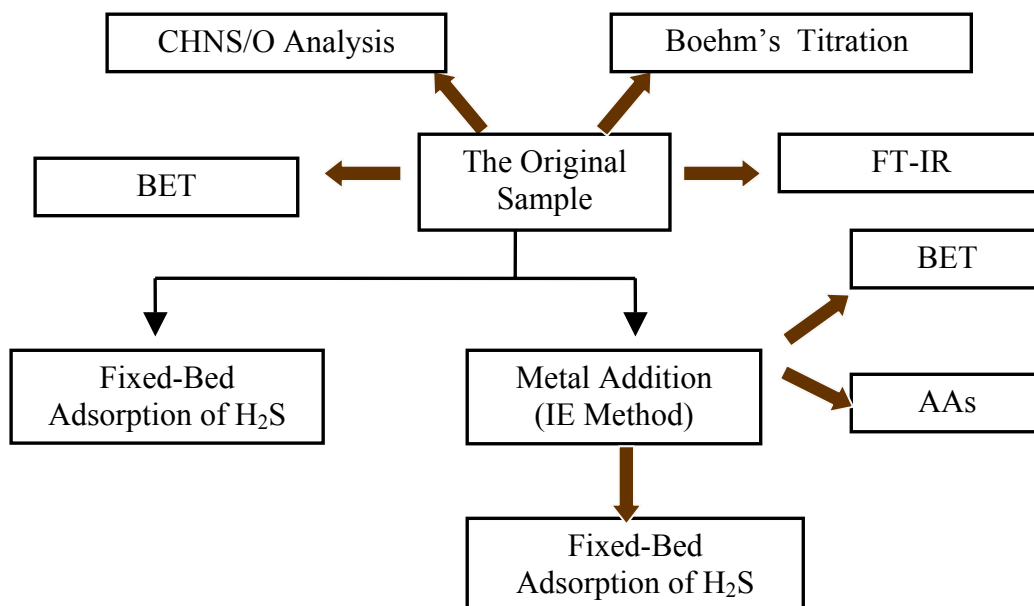 CHNS/O Analysis
Boehm’s Titration
The Original
Sample
BET
FT-IR
BET
Fixed-Bed
Adsorption of H₂S
Metal Addition
(IE Method)
AAs
Fixed-Bed
Adsorption of H₂S